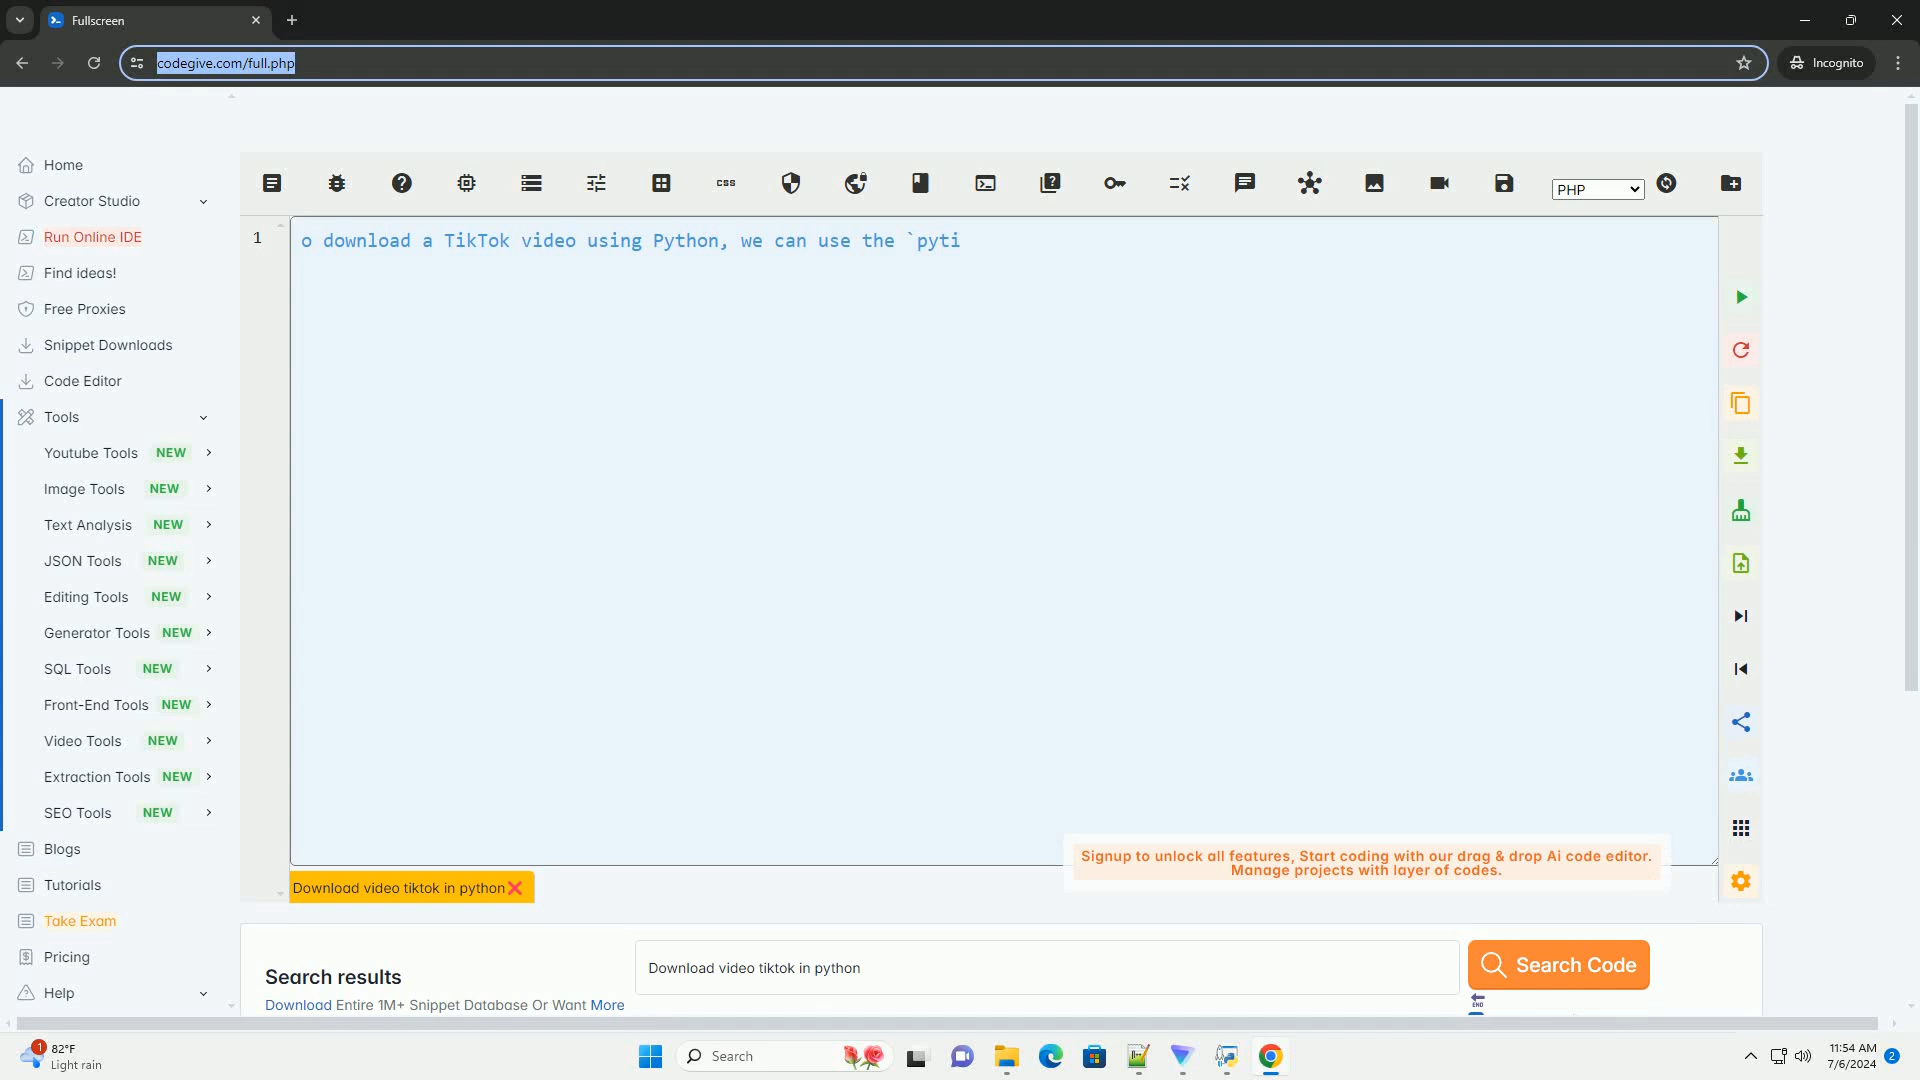 Fullscreen
codegive.com/full.php
Incognito
Home
Creator Studio
Run Online IDE
Find ideas!
Free Proxies
Snippet Downloads
Code Editor
Tools
Youtube Tools NEW
Image Tools NEW
Text Analysis NEW
JSON Tools NEW
Editing Tools NEW
Generator Tools NEW
SQL Tools NEW
Front-End Tools NEW
Video Tools NEW
Extraction Tools NEW
SEO Tools NEW
Blogs
Tutorials
Take Exam
Pricing
Help
css
PHP
1
o download a TikTok video using Python, we can use the `pyti
Signup to unlock all features, Start coding with our drag & drop Ai code editor.
Manage projects with layer of codes.
Download video tiktok in python
Search results
Download video tiktok in python
Search Code
END
Download Entire 1M+ Snippet Database Or Want More
1
82°F
Light rain
Search
11:54 AM
7/6/2024
2